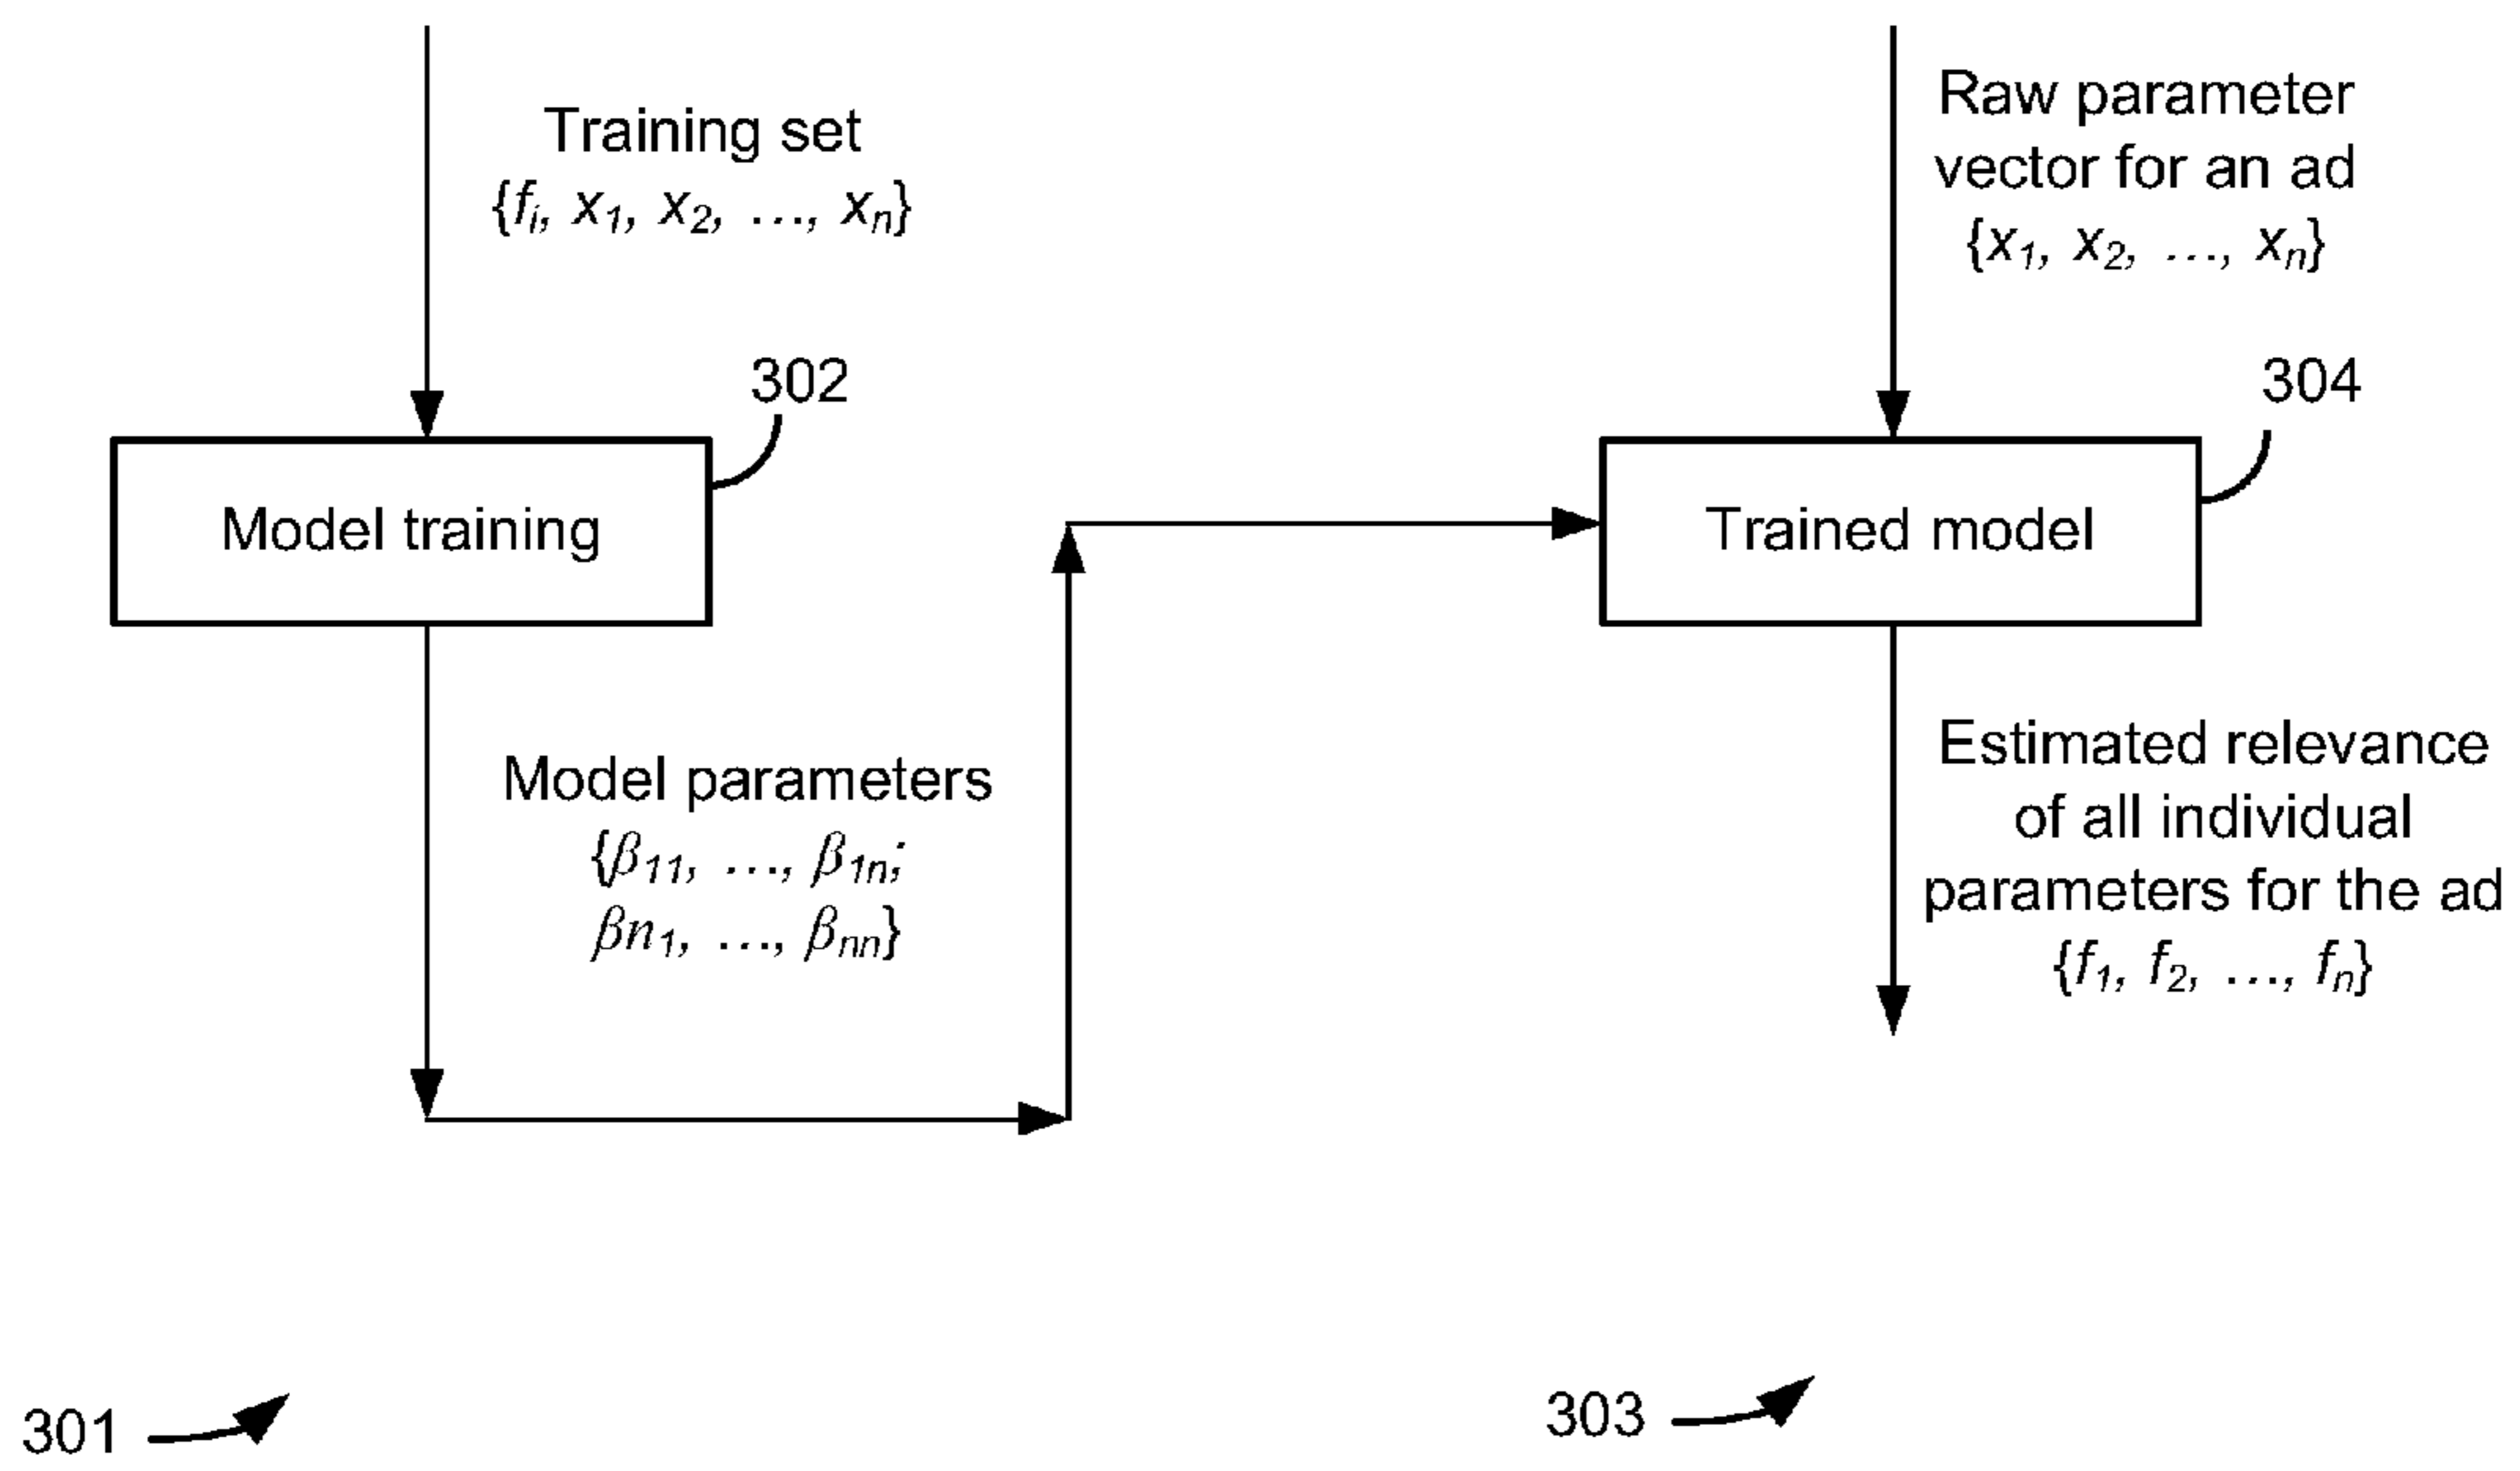 Training set
{fi, x1, x2, ..., xn}
302
Model training
Model parameters
{β11, ..., β1n;
βn1, ..., βnn}
301
Raw parameter
vector for an ad
{x1, x2, ..., xn}
304
Trained model
Estimated relevance
of all individual
parameters for the ad
{f1, f2, ..., fn}
303